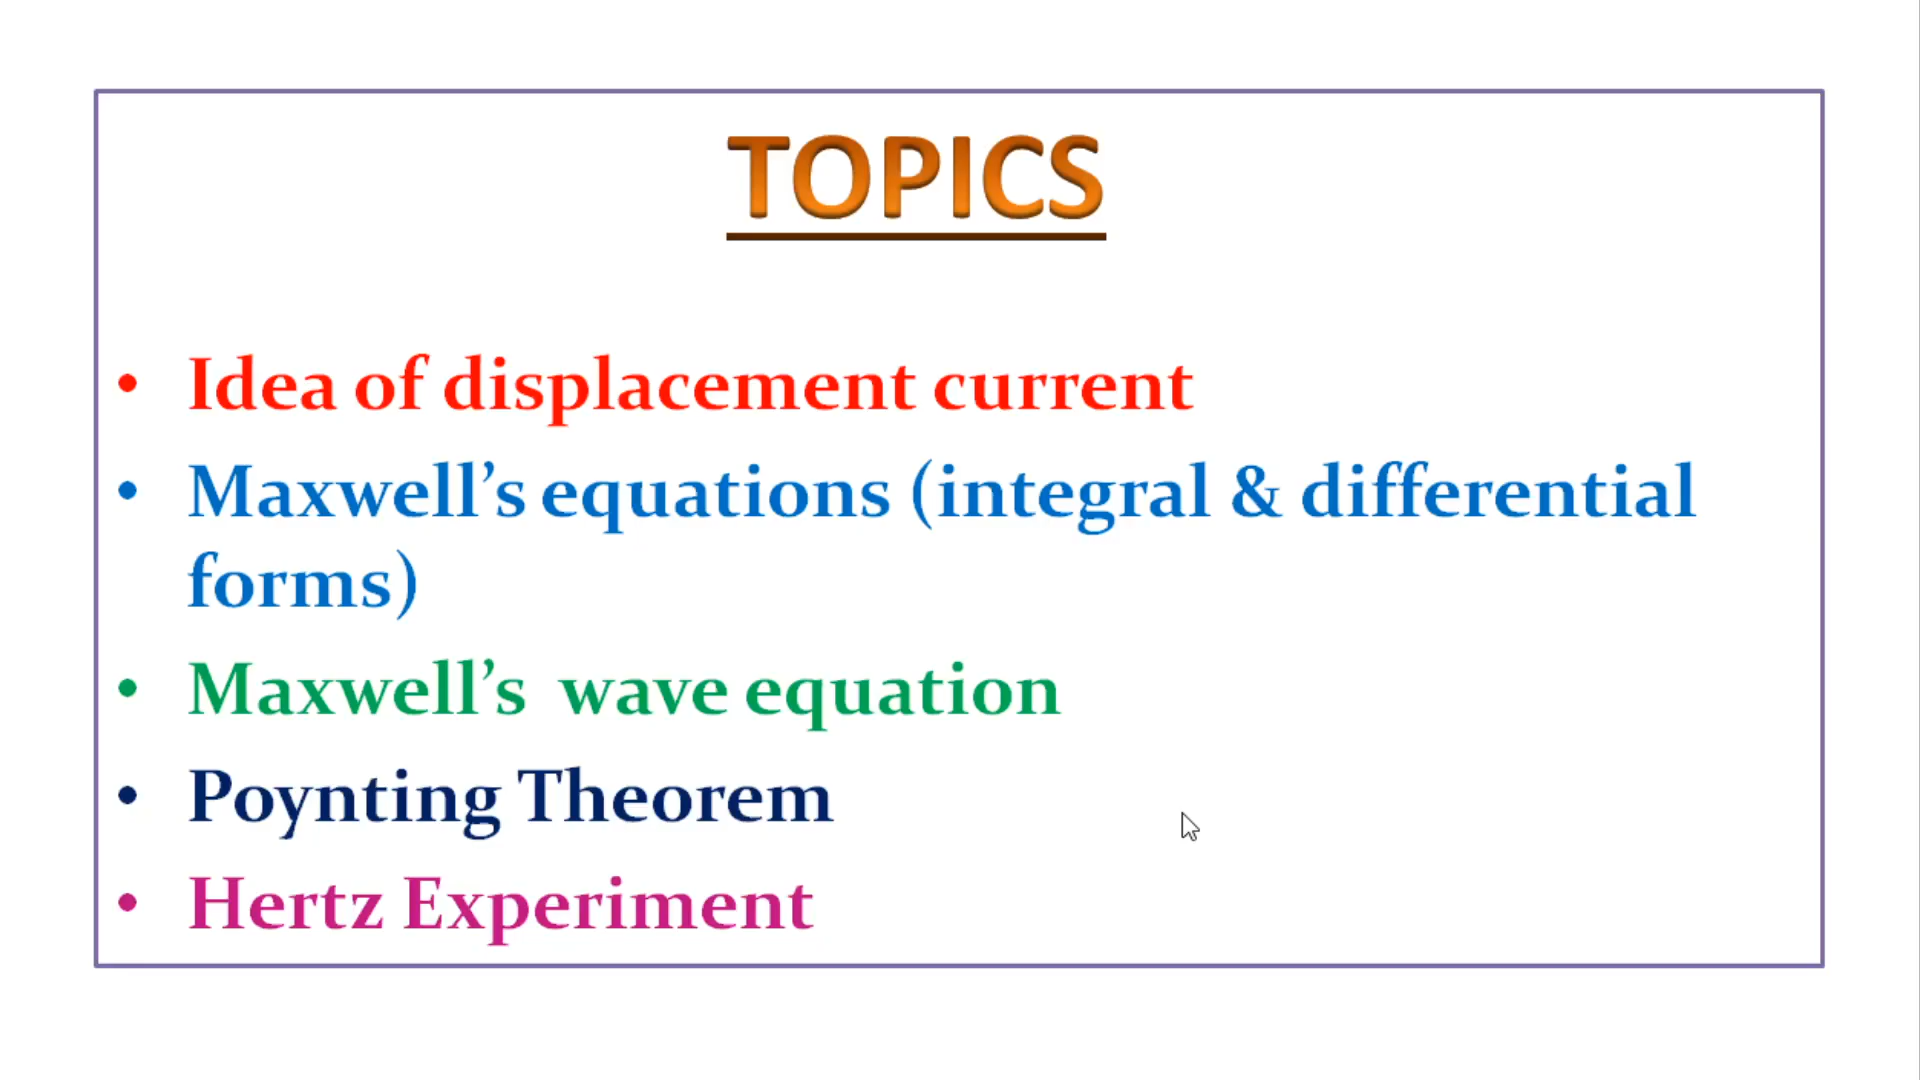 TOPICS
• Idea of displacement current
• Maxwell’s equations (integral & differential
forms)
• Maxwell’s wave equation
• Poynting Theorem
• Hertz Experiment